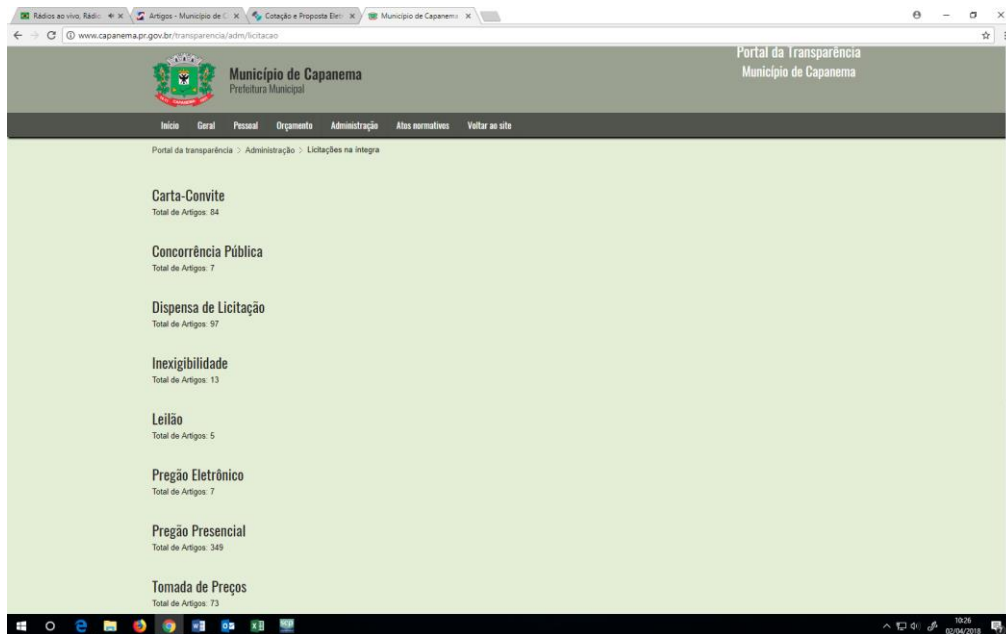 Rádios ao vivo, Rádio
Artigos - Município de C
Cotação e Proposta Elet
Município de Capanema
www.capanema.pr.gov.br/transparencia/adm/licitacao
Portal da Transparência
Município de Capanema
Município de Capanema
Prefeitura Municipal
CAPANEMA
Início Geral Pessoal Orçamento Administração Atos normativos Voltar ao site
Portal da transparência > Administração > Licitações na íntegra
Carta-Convite
Total de Artigos: 84
Concorrência Pública
Total de Artigos: 7
Dispensa de Licitação
Total de Artigos: 97
Inexigibilidade
Total de Artigos: 13
Leilão
Total de Artigos: 5
Pregão Eletrônico
Total de Artigos: 7
Pregão Presencial
Total de Artigos: 349
Tomada de Preços
Total de Artigos: 73
10:26
02/04/2018